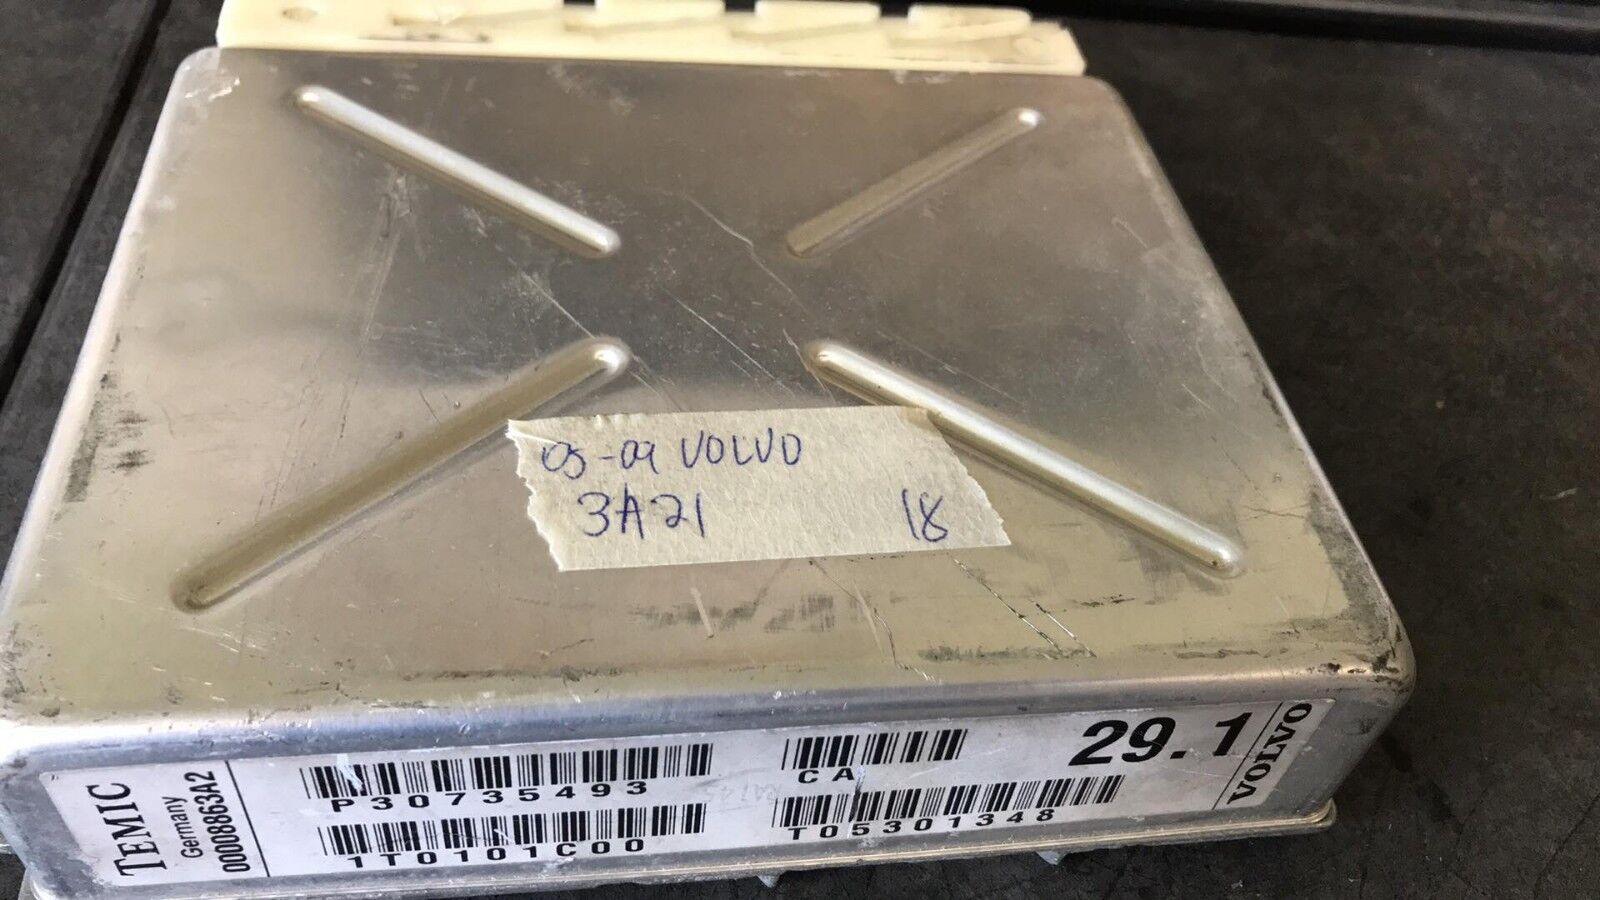 05-09 VOLVO
3A21 18
TEMIC
Germany
00008863A2
P30735493
1T0101C00
CA
T05301348
29.1
VOLVO